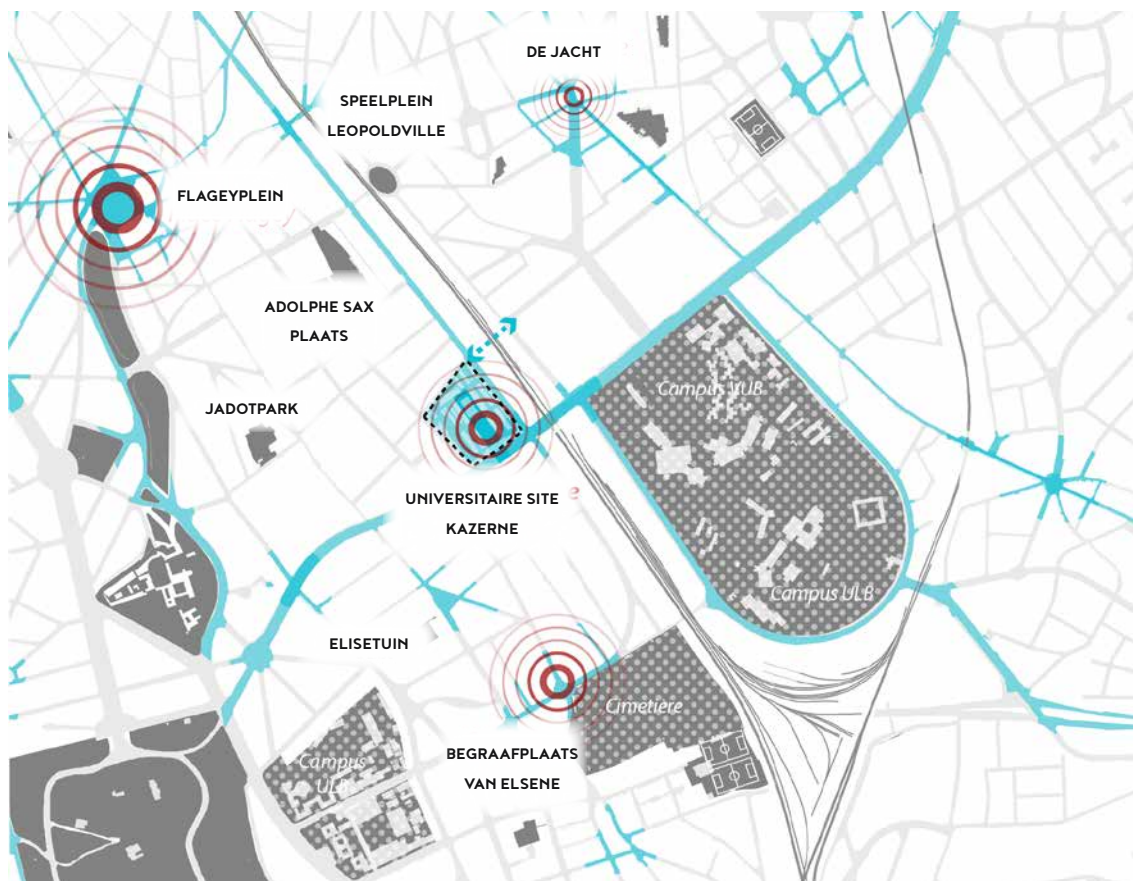 DE JACHT
SPEELPLEIN
LEOPOLDVILLE
FLAGEYPLEIN
ADOLPHE SAX
PLAATS
JADOTPARK
Campus VUB
UNIVERSITAIRE SITE
KAZERNE
Campus ULB
ELISETUIN
Cimetière
BEGRAAFPLAATS
VAN ELSENE
Campus
ULB